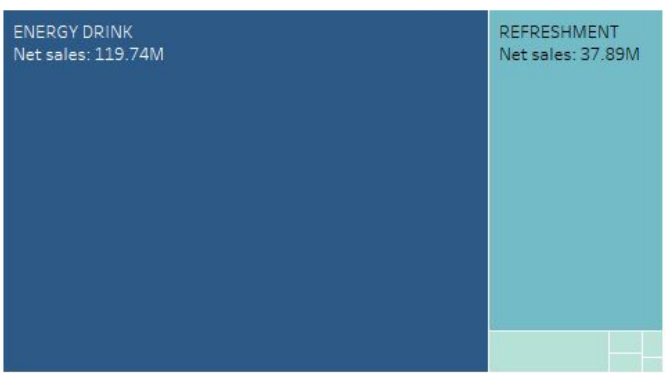 ENERGY DRINK
Net sales: 119.74M
REFRESHMENT
Net sales: 37.89M